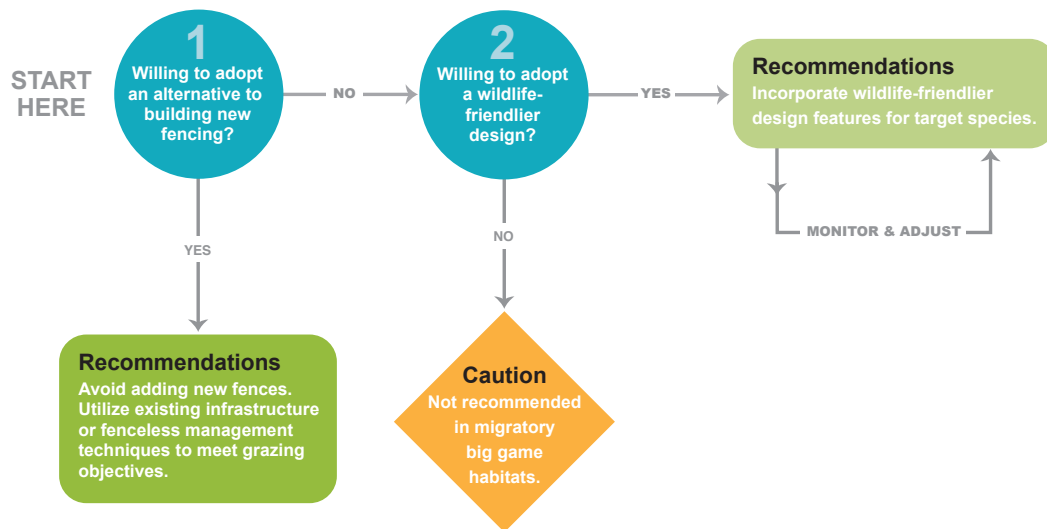 START
HERE
1
Willing to adopt
an alternative to
building new
fencing?
NO
2
Willing to adopt
a wildlife-
friendlier
design?
YES
Recommendations
Incorporate wildlife-friendlier
design features for target species.
MONITOR & ADJUST
YES
NO
Recommendations
Avoid adding new fences.
Utilize existing infrastructure
or fenceless management
techniques to meet grazing
objectives.
Caution
Not recommended
in migratory
big game
habitats.